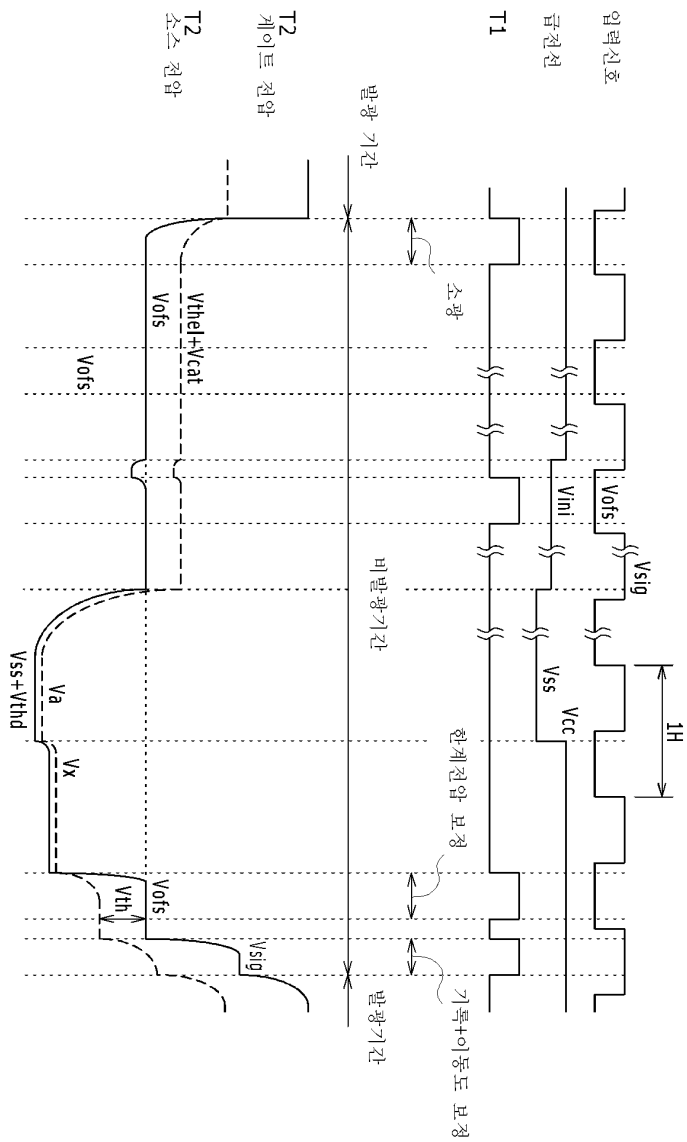 입력신호
Vofs
Vsig
1H
급전선
Vini
Vss
Vcc
T1
소광
한계전압 보정
기록+이동도 보정
발광 기간
비발광기간
발광기간
T2
게이트 전압
T2
소스 전압
Vofs
Vthel+Vcat
Vofs
Va
Vss+Vthd
Vx
Vth
Vofs
Vsig